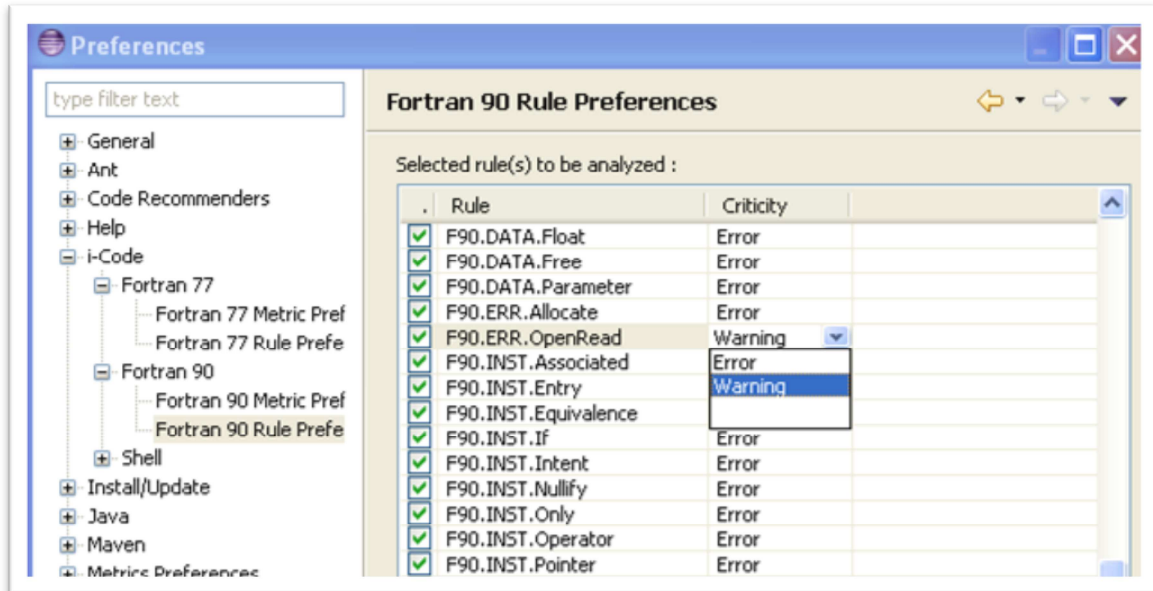 Preferences
type filter text
General
Ant
Code Recommenders
Help
i-Code
Fortran 77
Fortran 77 Metric Pref
Fortran 77 Rule Prefe
Fortran 90
Fortran 90 Metric Pref
Fortran 90 Rule Prefe
Shell
Install/Update
Java
Maven
Metrics Preferences
Fortran 90 Rule Preferences
Selected rule(s) to be analyzed :
. Rule Criticity
F90.DATA.Float Error
F90.DATA.Free Error
F90.DATA.Parameter Error
F90.ERR.Allocate Error
F90.ERR.OpenRead Warning
F90.INST.Associated Error
F90.INST.Entry Warning
F90.INST.Equivalence
F90.INST.If Error
F90.INST.Intent Error
F90.INST.Nullify Error
F90.INST.Only Error
F90.INST.Operator Error
F90.INST.Pointer Error